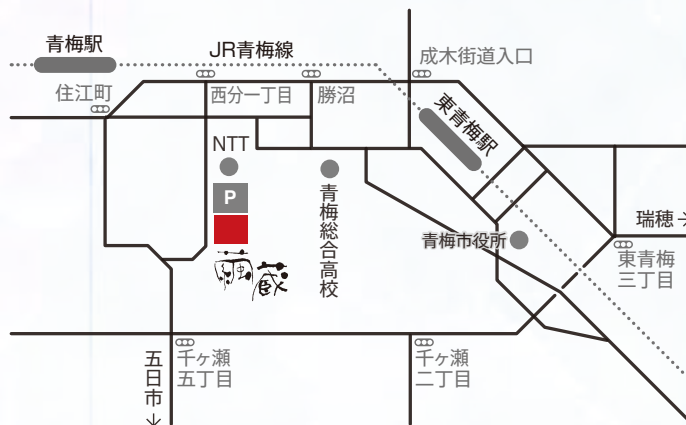 青梅駅
JR青梅線
成木街道入口
住江町
西分一丁目
勝沼
東青梅駅
NTT
P
青梅総合高校
繭蔵
瑞穂→
青梅市役所
東青梅
三丁目
五日市↓
千ヶ瀬
五丁目
千ヶ瀬
二丁目